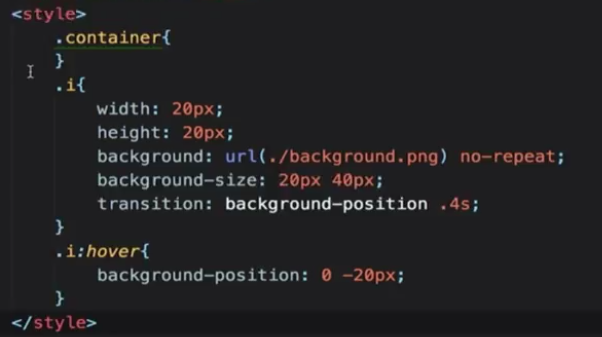 <style>
.container{
}
.i{
width: 20px;
height: 20px;
background: url(./background.png) no-repeat;
background-size: 20px 40px;
transition: background-position .4s;
}
.i:hover{
background-position: 0 -20px;
}
</style>